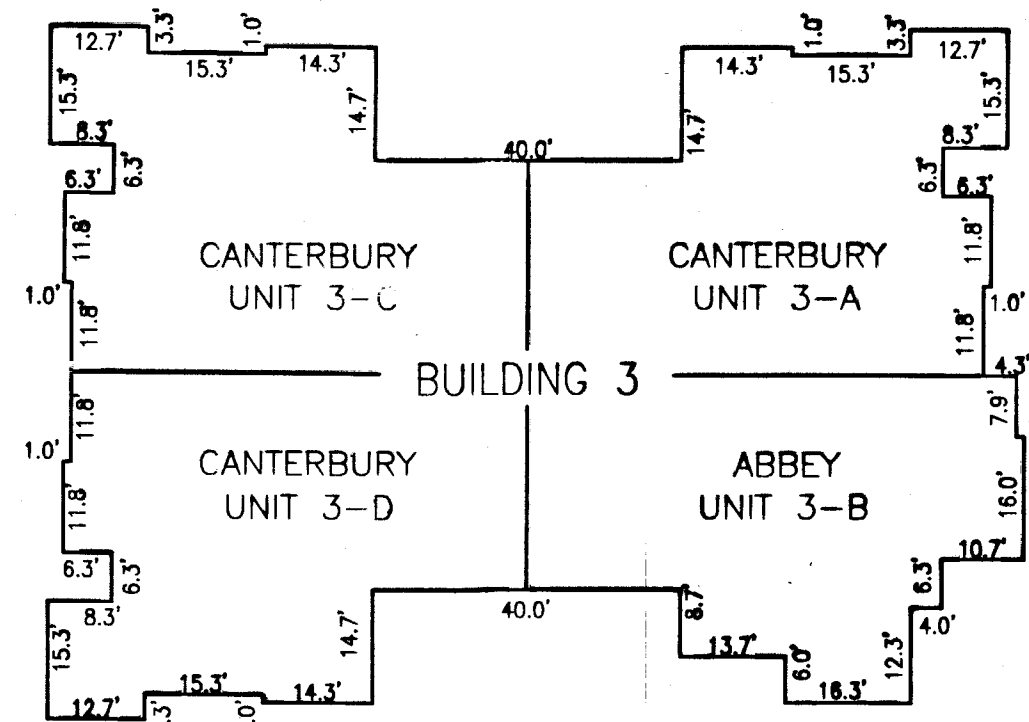 12.7' 3.3' 1.0' 1.0' 3.3' 12.7'
15.3' 14.3' 14.3' 15.3'
15.3' 14.7' 14.7' 15.3'
8.3' 40.0' 8.3'
6.3' 6.3' 6.3' 6.3'
11.8' CANTERBURY CANTERBURY 11.8'
UNIT 3-C UNIT 3-A
1.0' 11.8' 11.8' 1.0'
4.3'
BUILDING 3
11.8' 7.9'
1.0' CANTERBURY ABBEY
11.8' UNIT 3-D UNIT 3-B 16.0'
6.3' 6.3' 6.3' 10.7'
8.3' 40.0' 8.7' 4.0'
15.3' 14.7' 13.7' 6.0' 12.3'
15.3' 14.3' 16.3'
12.7'